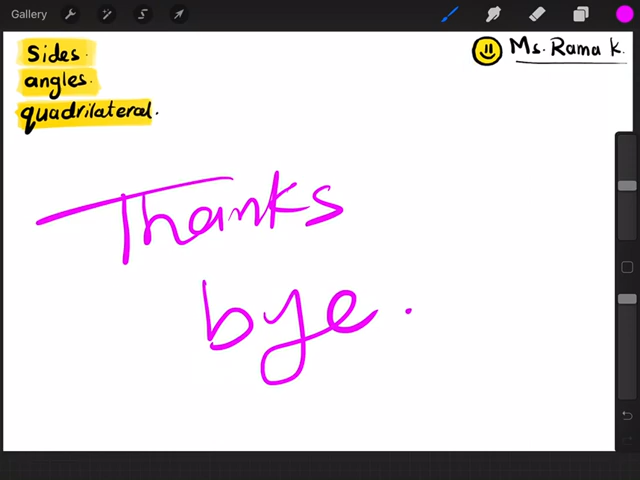 Gallery
Sides.
angles.
quadrilateral.
Ms. Rama K.
Thanks
bye.